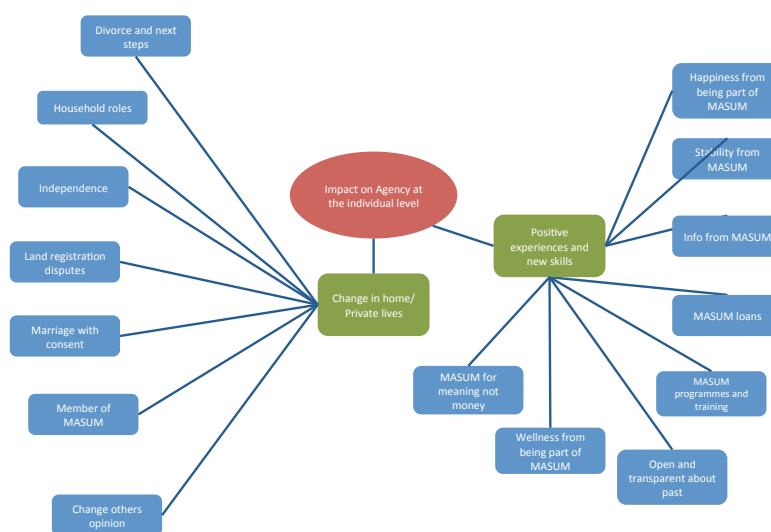 Divorce and next
steps
Household roles
Independence
Land registration
disputes
Marriage with
consent
Member of
MASUM
Change others
opinion
Impact on Agency at
the individual level
Change in home/
Private lives
Positive
experiences and
new skills
Happiness from
being part of
MASUM
Stability from
MASUM
Info from MASUM
MASUM loans
MASUM
programmes and
training
Open and
transparent about
past
Wellness from
being part of
MASUM
MASUM for
meaning not
money